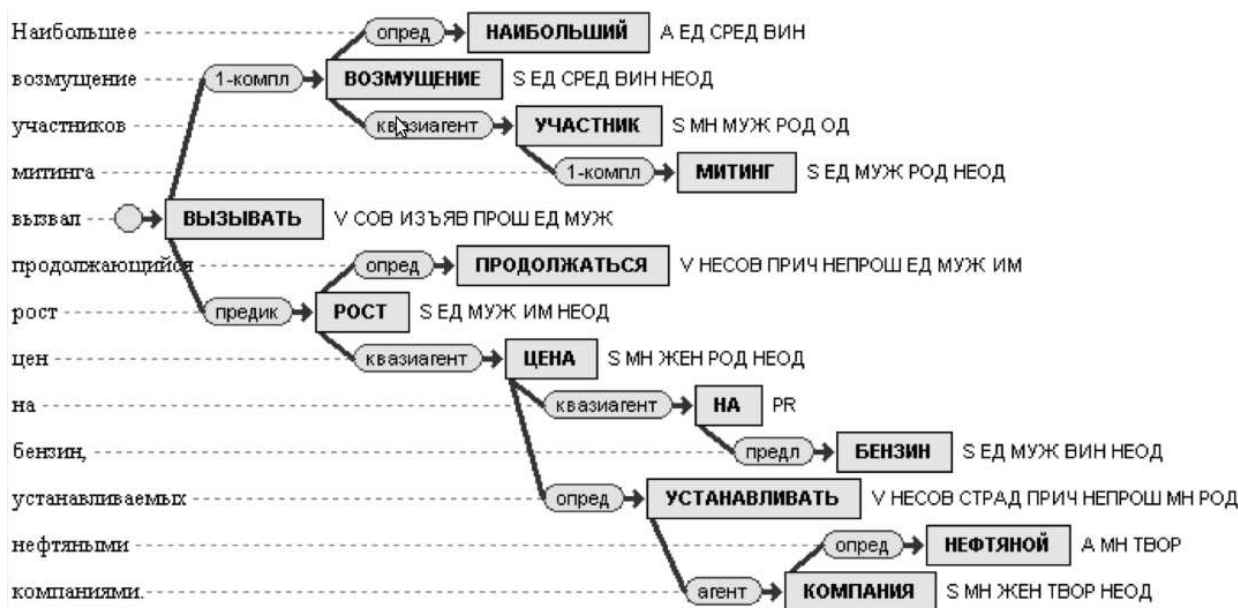 Наибольшее опред НАИБОЛЬШИЙ А ЕД СРЕД ВИН
возмущение 1-компл ВОЗМУЩЕНИЕ S ЕД СРЕД ВИН НЕОД
участников квазиагент УЧАСТНИК S МН МУЖ РОД ОД
митинга 1-компл МИТИНГ S ЕД МУЖ РОД НЕОД
вызвал ВЫЗЫВАТЬ V СОВ ИЗЪЯВ ПРОШ ЕД МУЖ
продолжающийся опред ПРОДОЛЖАТЬСЯ V НЕСОВ ПРИЧ НЕПРОШ ЕД МУЖ ИМ
рост предик РОСТ S ЕД МУЖ ИМ НЕОД
цен квазиагент ЦЕНА S МН ЖЕН РОД НЕОД
на квазиагент НА PR
бензин, предл БЕНЗИН S ЕД МУЖ ВИН НЕОД
устанавливаемых опред УСТАНАВЛИВАТЬ V НЕСОВ СТРАД ПРИЧ НЕПРОШ МН РОД
нефтяными опред НЕФТЯНОЙ А МН ТВОР
компаниями. агент КОМПАНИЯ S МН ЖЕН ТВОР НЕОД